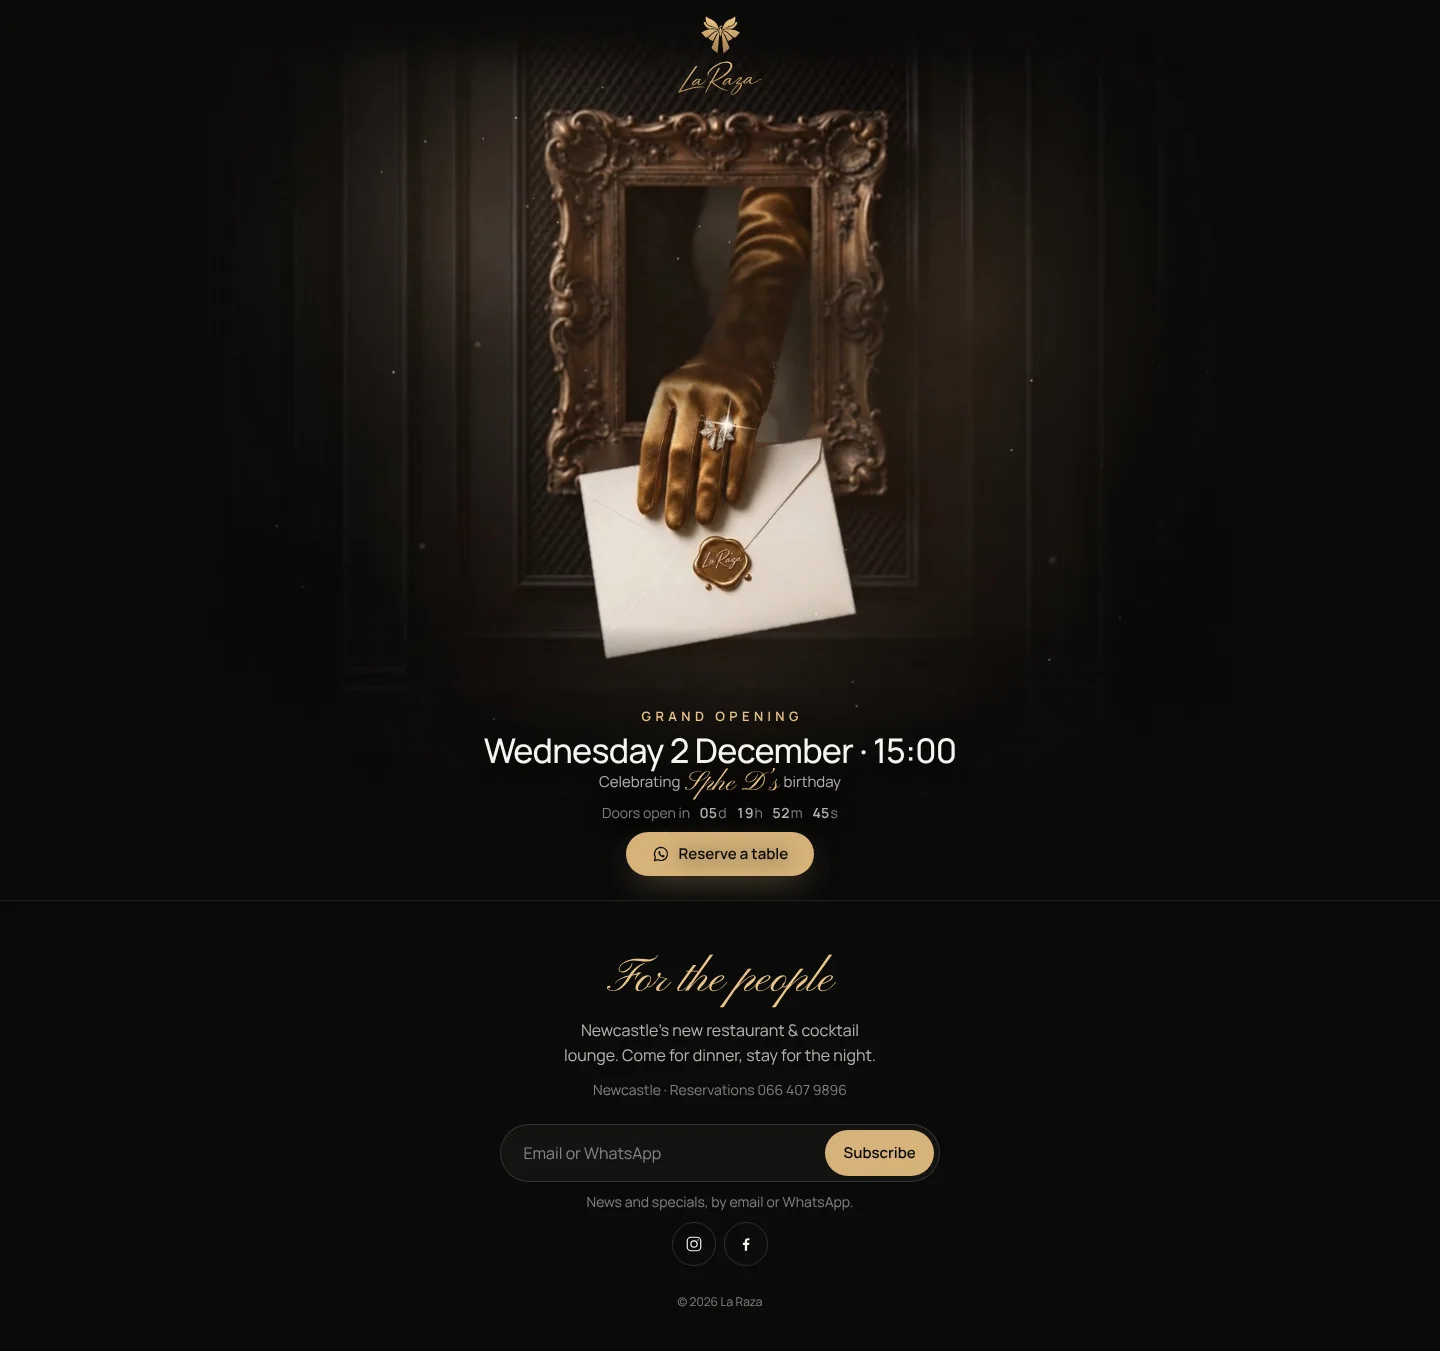 La Raza
La Raza
GRAND OPENING
Wednesday 2 December · 15:00
Celebrating Sphe D's birthday
Doors open in 05d 19h 52m 45s
Reserve a table
For the people
Newcastle's new restaurant & cocktail
lounge. Come for dinner, stay for the night.
Newcastle · Reservations 066 407 9896
Email or WhatsApp
Subscribe
News and specials, by email or WhatsApp.
© 2026 La Raza